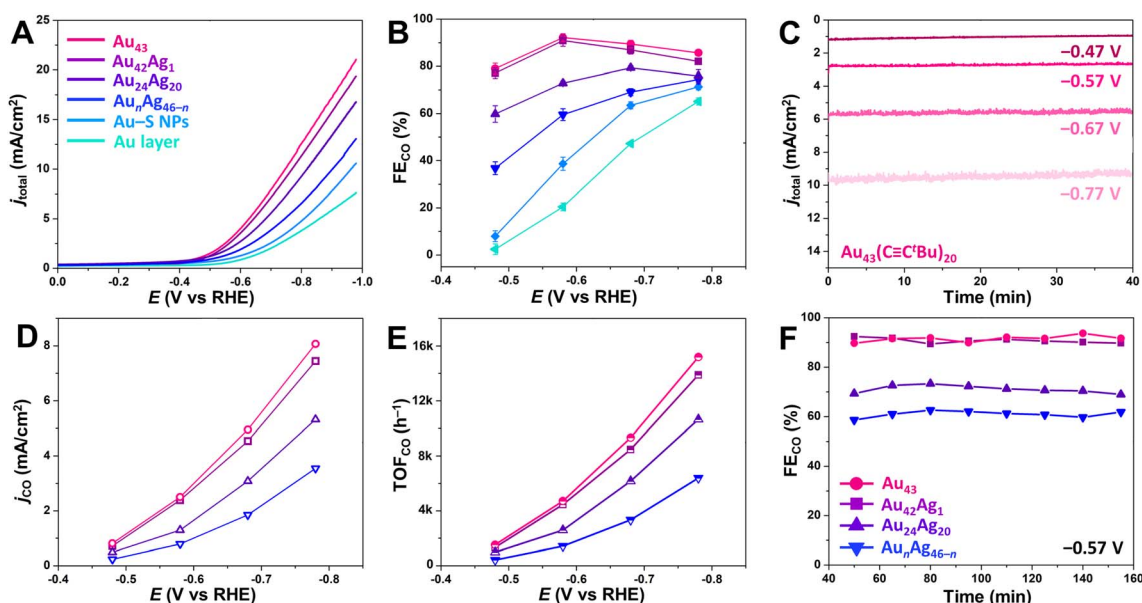 A
j_total (mA/cm²)
25
20
15
10
5
0
Au₄₃
Au₄₂Ag₁
Au₂₄Ag₂₀
AuₙAg₄₆₋ₙ
Au–S NPs
Au layer
0.0 -0.2 -0.4 -0.6 -0.8 -1.0
E (V vs RHE)
B
FE_CO (%)
100
80
60
40
20
0
-0.4 -0.5 -0.6 -0.7 -0.8
E (V vs RHE)
C
j_total (mA/cm²)
0
2
4
6
8
10
12
14
−0.47 V
−0.57 V
−0.67 V
−0.77 V
Au₄₃(C≡CᵗBu)₂₀
0 10 20 30 40
Time (min)
D
j_CO (mA/cm²)
8
6
4
2
0
-0.4 -0.5 -0.6 -0.7 -0.8
E (V vs RHE)
E
TOF_CO (h⁻¹)
16k
12k
8k
4k
0
-0.4 -0.5 -0.6 -0.7 -0.8
E (V vs RHE)
F
FE_CO (%)
100
80
60
40
20
0
Au₄₃
Au₄₂Ag₁
Au₂₄Ag₂₀
AuₙAg₄₆₋ₙ
−0.57 V
40 60 80 100 120 140 160
Time (min)